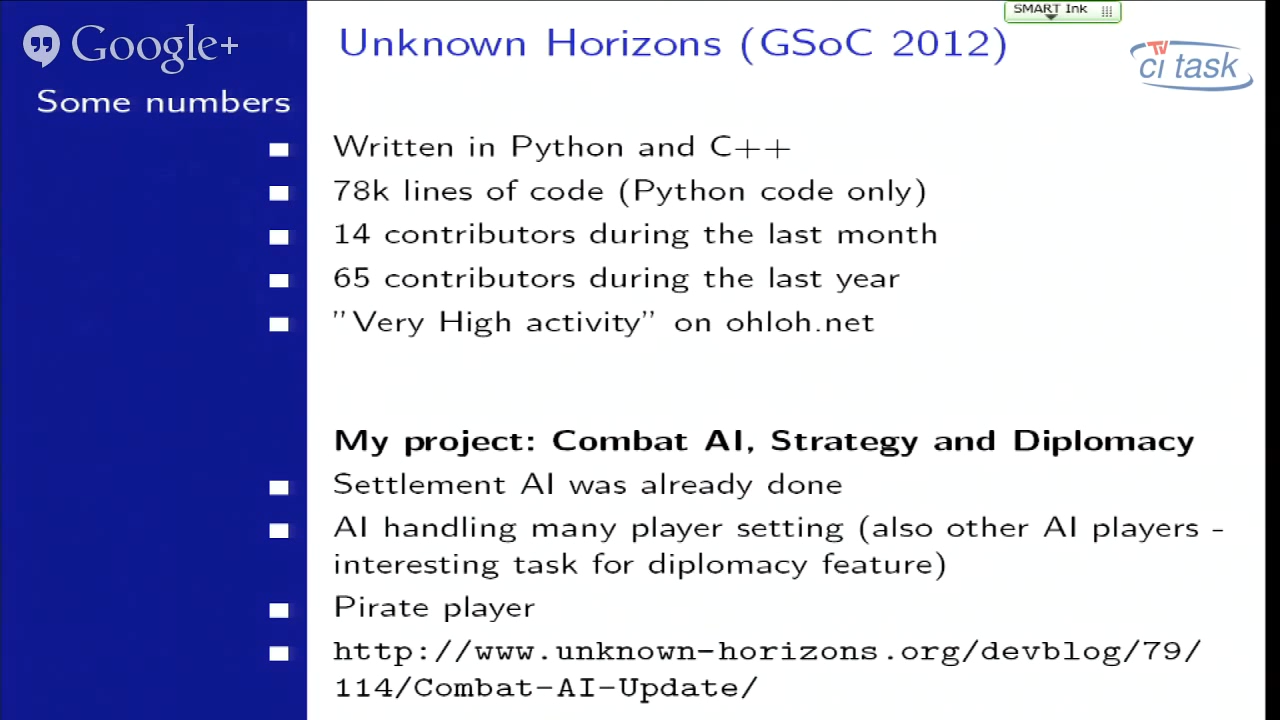 SMART Ink
Google+
Unknown Horizons (GSoC 2012)
TV
ci task
Some numbers
Written in Python and C++
78k lines of code (Python code only)
14 contributors during the last month
65 contributors during the last year
"Very High activity" on ohloh.net
My project: Combat AI, Strategy and Diplomacy
Settlement AI was already done
AI handling many player setting (also other AI players -
interesting task for diplomacy feature)
Pirate player
http://www.unknown-horizons.org/devblog/79/
114/Combat-AI-Update/